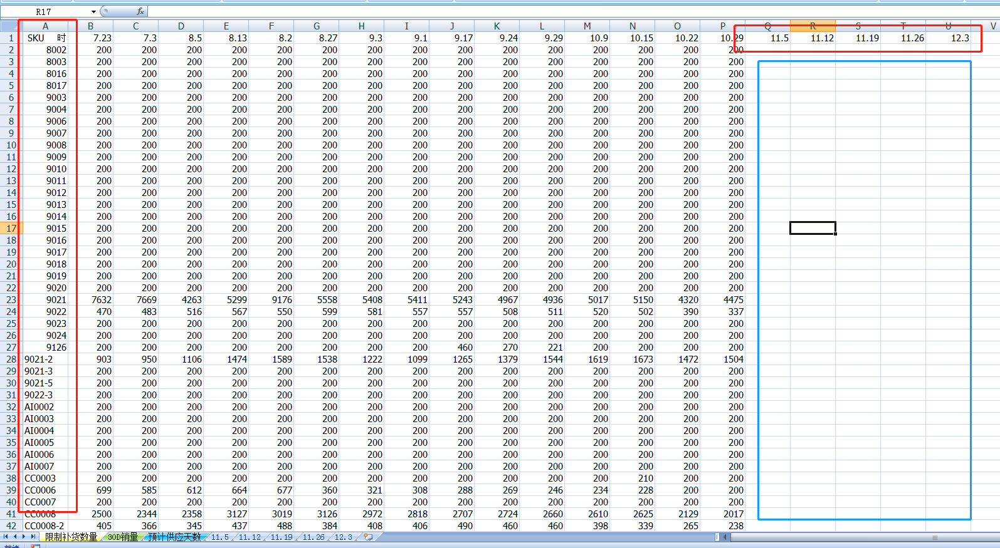 R17 fx
A B C D E F G H I J K L M N O P Q R S T U V
1 SKU 时 7.23 7.3 8.5 8.13 8.2 8.27 9.3 9.1 9.17 9.24 9.29 10.9 10.15 10.22 10.29 11.5 11.12 11.19 11.26 12.3
2 8002 200 200 200 200 200 200 200 200 200 200 200 200 200 200 200
3 8003 200 200 200 200 200 200 200 200 200 200 200 200 200 200 200
4 8016 200 200 200 200 200 200 200 200 200 200 200 200 200 200 200
5 8017 200 200 200 200 200 200 200 200 200 200 200 200 200 200 200
6 9003 200 200 200 200 200 200 200 200 200 200 200 200 200 200 200
7 9004 200 200 200 200 200 200 200 200 200 200 200 200 200 200 200
8 9006 200 200 200 200 200 200 200 200 200 200 200 200 200 200 200
9 9007 200 200 200 200 200 200 200 200 200 200 200 200 200 200 200
10 9008 200 200 200 200 200 200 200 200 200 200 200 200 200 200 200
11 9009 200 200 200 200 200 200 200 200 200 200 200 200 200 200 200
12 9010 200 200 200 200 200 200 200 200 200 200 200 200 200 200 200
13 9011 200 200 200 200 200 200 200 200 200 200 200 200 200 200 200
14 9012 200 200 200 200 200 200 200 200 200 200 200 200 200 200 200
15 9013 200 200 200 200 200 200 200 200 200 200 200 200 200 200 200
16 9014 200 200 200 200 200 200 200 200 200 200 200 200 200 200 200
17 9015 200 200 200 200 200 200 200 200 200 200 200 200 200 200 200
18 9016 200 200 200 200 200 200 200 200 200 200 200 200 200 200 200
19 9017 200 200 200 200 200 200 200 200 200 200 200 200 200 200 200
20 9018 200 200 200 200 200 200 200 200 200 200 200 200 200 200 200
21 9019 200 200 200 200 200 200 200 200 200 200 200 200 200 200 200
22 9020 200 200 200 200 200 200 200 200 200 200 200 200 200 200 200
23 9021 7632 7669 4263 5299 9176 5558 5408 5411 5243 4967 4936 5017 5150 4320 4475
24 9022 470 483 516 567 550 599 581 557 557 508 511 520 502 390 337
25 9023 200 200 200 200 200 200 200 200 200 200 200 200 200 200 200
26 9024 200 200 200 200 200 200 200 200 200 200 200 200 200 200 200
27 9126 200 200 200 200 200 200 200 200 460 270 221 200 200 200 200
28 9021-2 903 950 1106 1474 1589 1538 1222 1099 1265 1379 1544 1619 1673 1472 1504
29 9021-3 200 200 200 200 200 200 200 200 200 200 200 200 200 200 200
30 9021-5 200 200 200 200 200 200 200 200 200 200 200 200 200 200 200
31 9022-3 200 200 200 200 200 200 200 200 200 200 200 200 200 200 200
32 AI0002 200 200 200 200 200 200 200 200 200 200 200 200 200 200 200
33 AI0003 200 200 200 200 200 200 200 200 200 200 200 200 200 200 200
34 AI0004 200 200 200 200 200 200 200 200 200 200 200 200 200 200 200
35 AI0005 200 200 200 200 200 200 200 200 200 200 200 200 200 200 200
36 AI0006 200 200 200 200 200 200 200 200 200 200 200 200 200 200 200
37 AI0007 200 200 200 200 200 200 200 200 200 200 200 200 200 200 200
38 CC0003 200 200 200 200 200 200 200 200 200 200 200 200 210 200 200
39 CC0006 699 585 612 664 677 360 321 308 288 269 246 234 228 200 200
40 CC0007 200 200 200 200 200 200 200 200 200 200 200 200 200 200 200
41 CC0008 2500 2344 2358 3127 3019 3126 2972 2818 2707 2724 2660 2610 2625 2129 2017
42 CC0008-2 405 366 345 437 488 384 408 406 490 460 460 398 339 265 238
限制补货数量 30D销量 预计供应天数 11.5 11.12 11.19 11.26 12.3
就绪